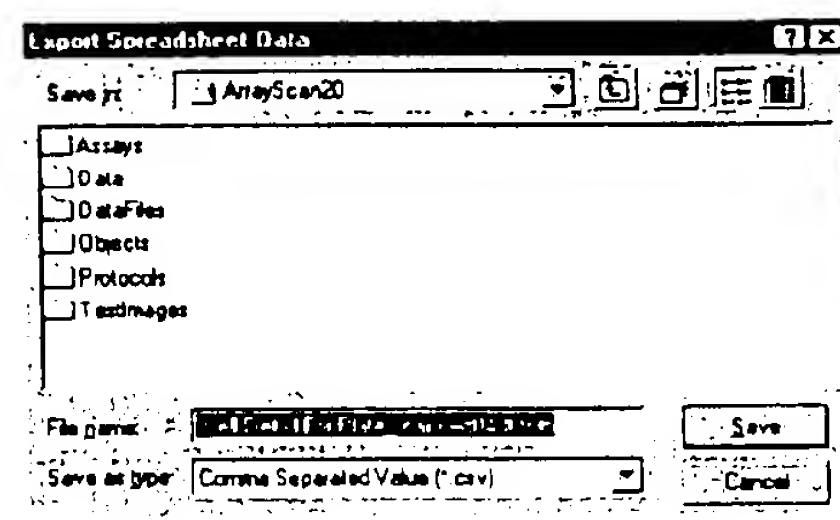 Export Spreadsheet Data
Save in: ArrayScan20
Assays
Data
DataFiles
Objects
Protocols
TestImages
File name:
Save
Save as type: Comma Separated Value (*.csv)
Cancel